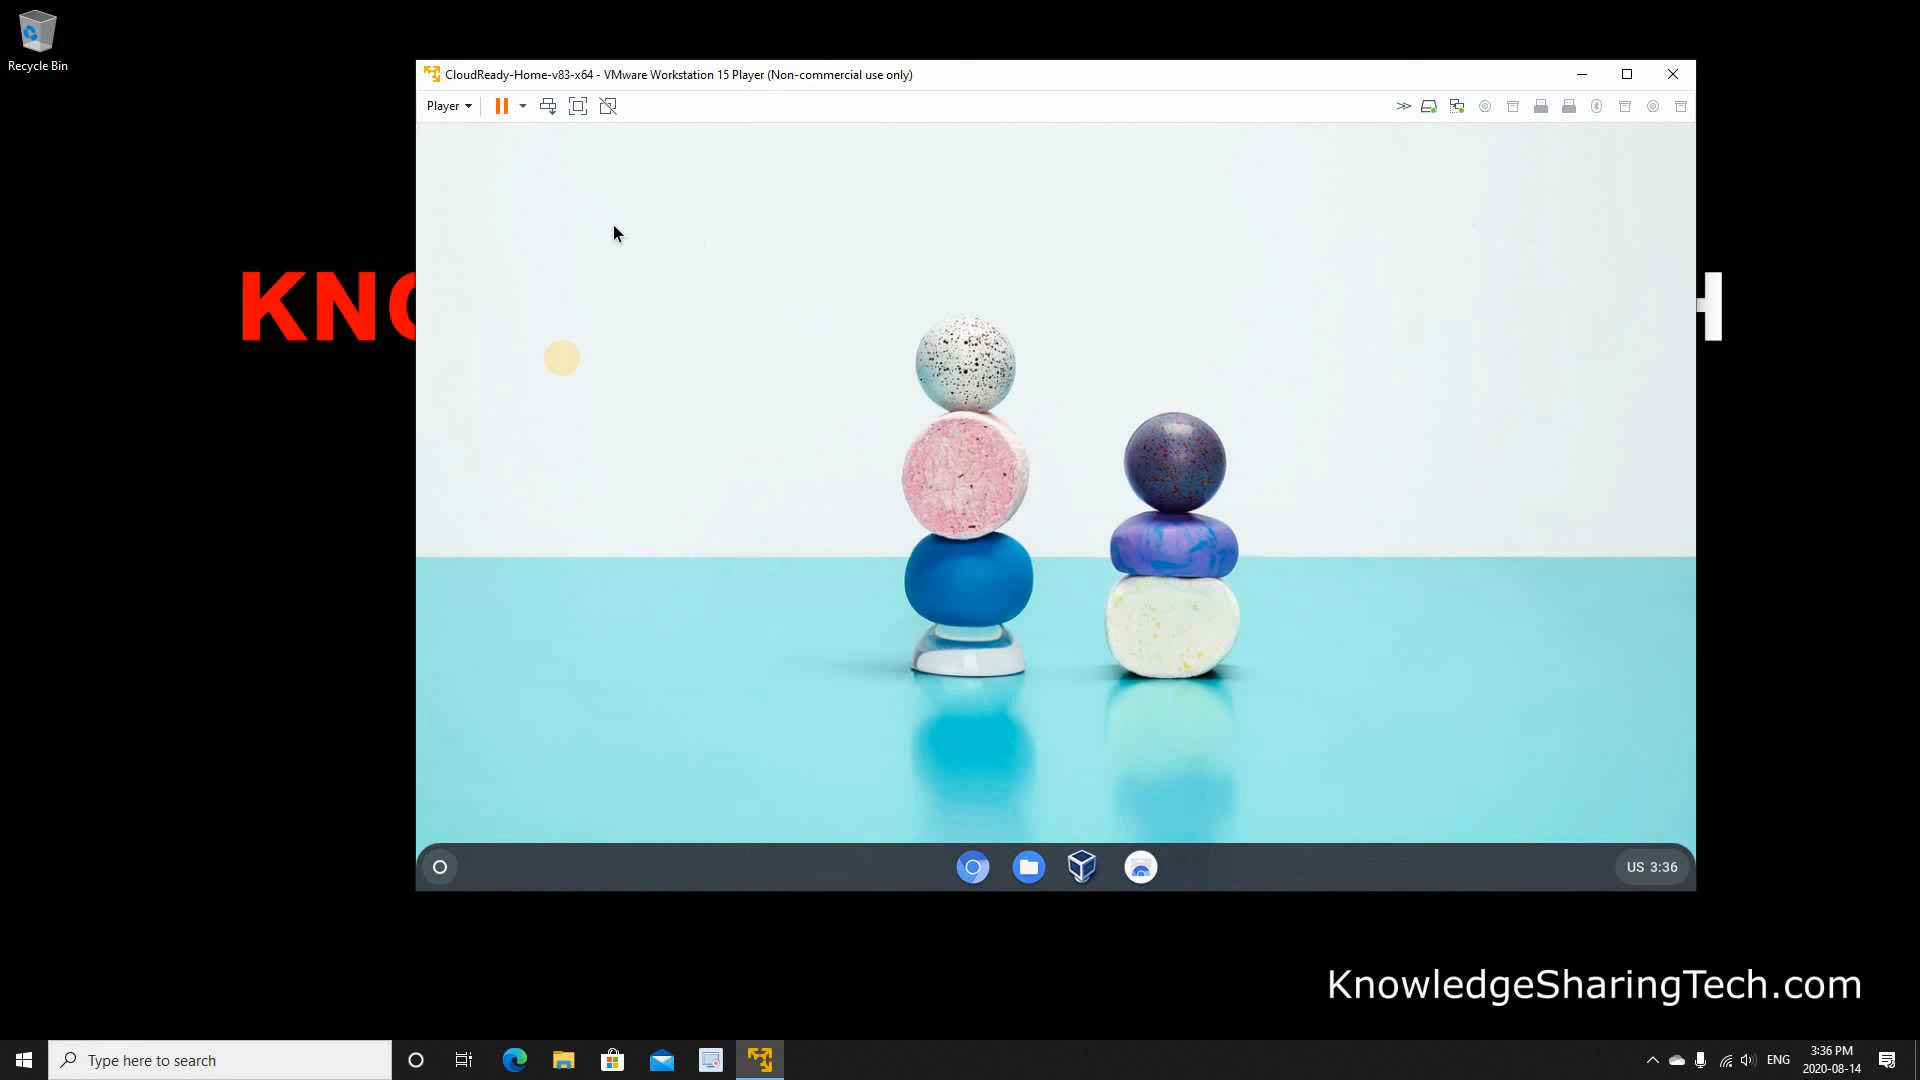 Recycle Bin
CloudReady-Home-v83-x64 - VMware Workstation 15 Player (Non-commercial use only)
Player
KNO
H
US 3:36
KnowledgeSharingTech.com
Type here to search
ENG
3:36 PM
2020-08-14